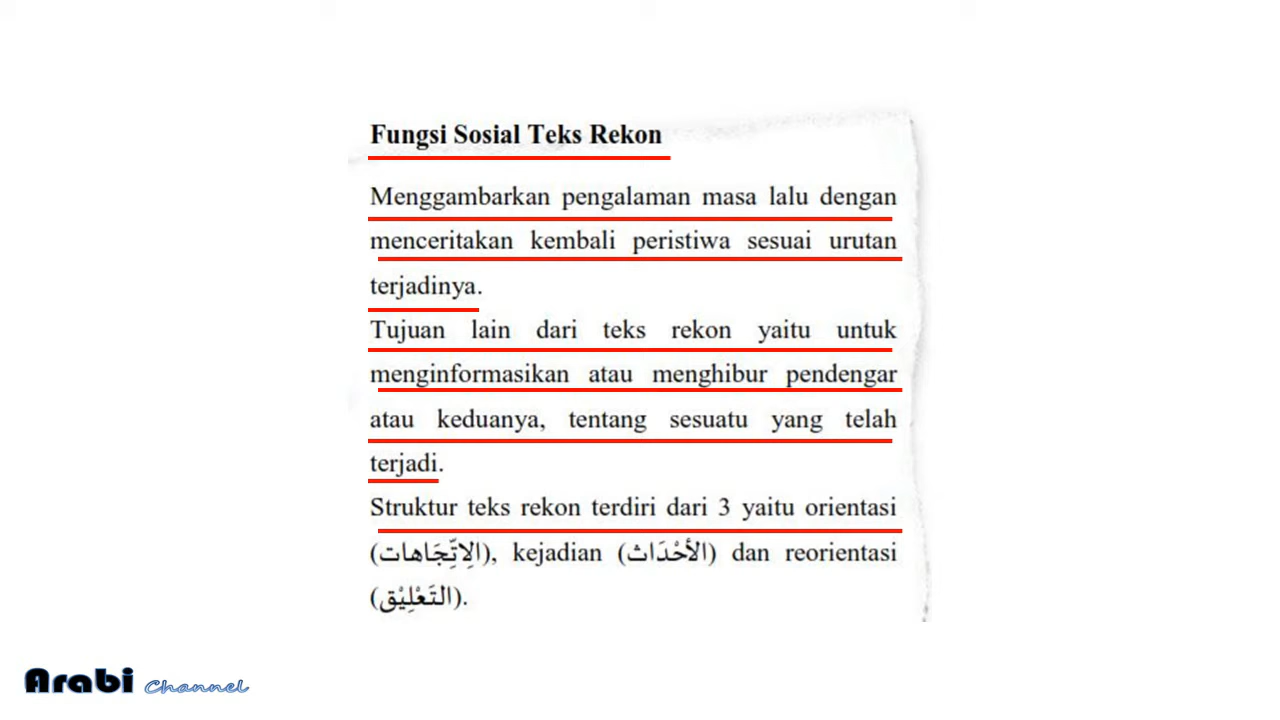 Fungsi Sosial Teks Rekon
Menggambarkan pengalaman masa lalu dengan
menceritakan kembali peristiwa sesuai urutan
terjadinya.
Tujuan lain dari teks rekon yaitu untuk
menginformasikan atau menghibur pendengar
atau keduanya, tentang sesuatu yang telah
terjadi.
Struktur teks rekon terdiri dari 3 yaitu orientasi
(الِاتِّجَاهات), kejadian (الأَحْدَاث) dan reorientasi
(التَعْلِيْق).
Arabi Channel